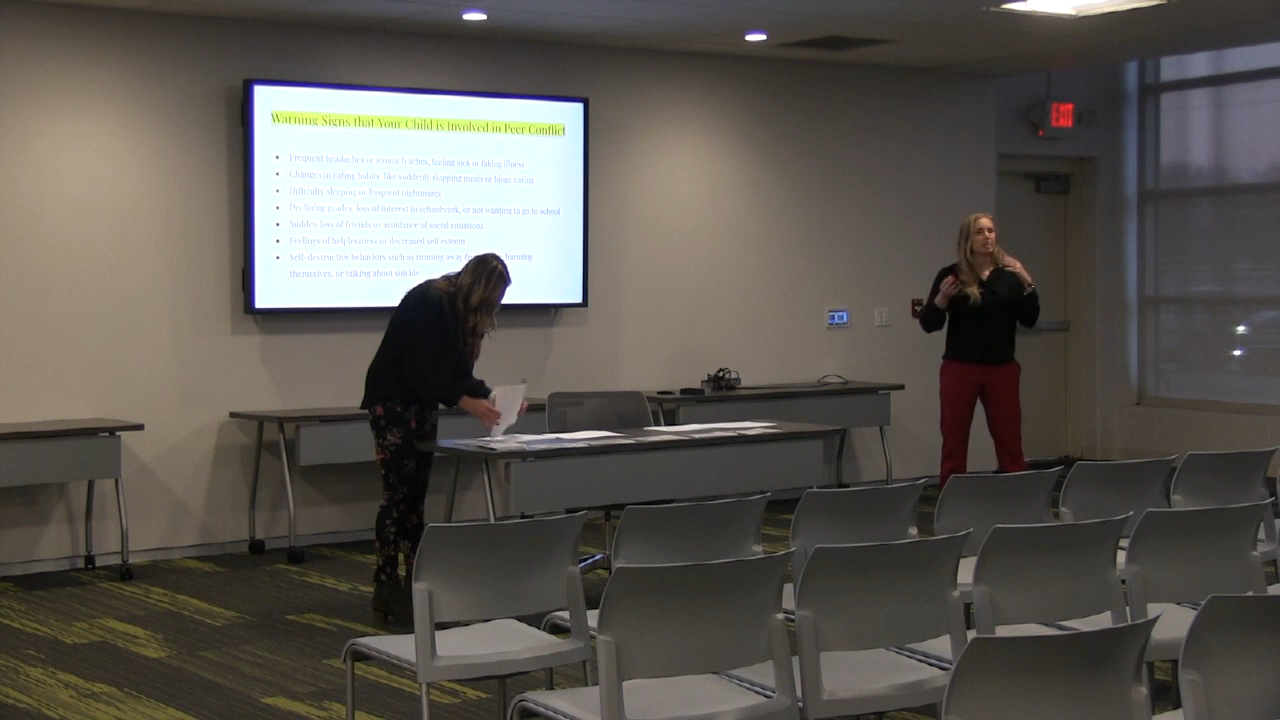 Warning Signs that Your Child is Involved in Peer Conflict
Frequent headaches or stomach aches, feeling sick or faking illness
Changes in eating habits, like suddenly skipping meals or binge eating
Difficulty sleeping or frequent nightmares
Declining grades, loss of interest in schoolwork, or not wanting to go to school
Sudden loss of friends or avoidance of social situations
Feelings of helplessness or decreased self esteem
Self-destructive behaviors such as running away harming
themselves, or talking about suicide
EXIT